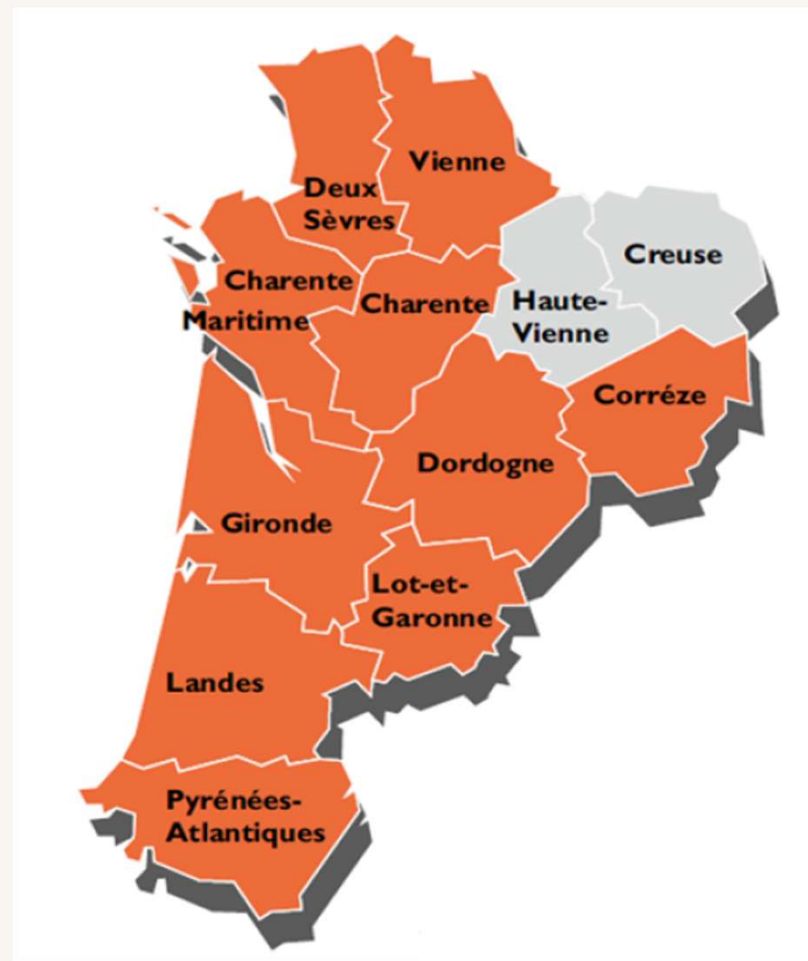 Vienne
Deux
Sèvres
Creuse
Charente
Maritime
Charente
Haute-
Vienne
Corréze
Dordogne
Gironde
Lot-et-
Garonne
Landes
Pyrénées-
Atlantiques